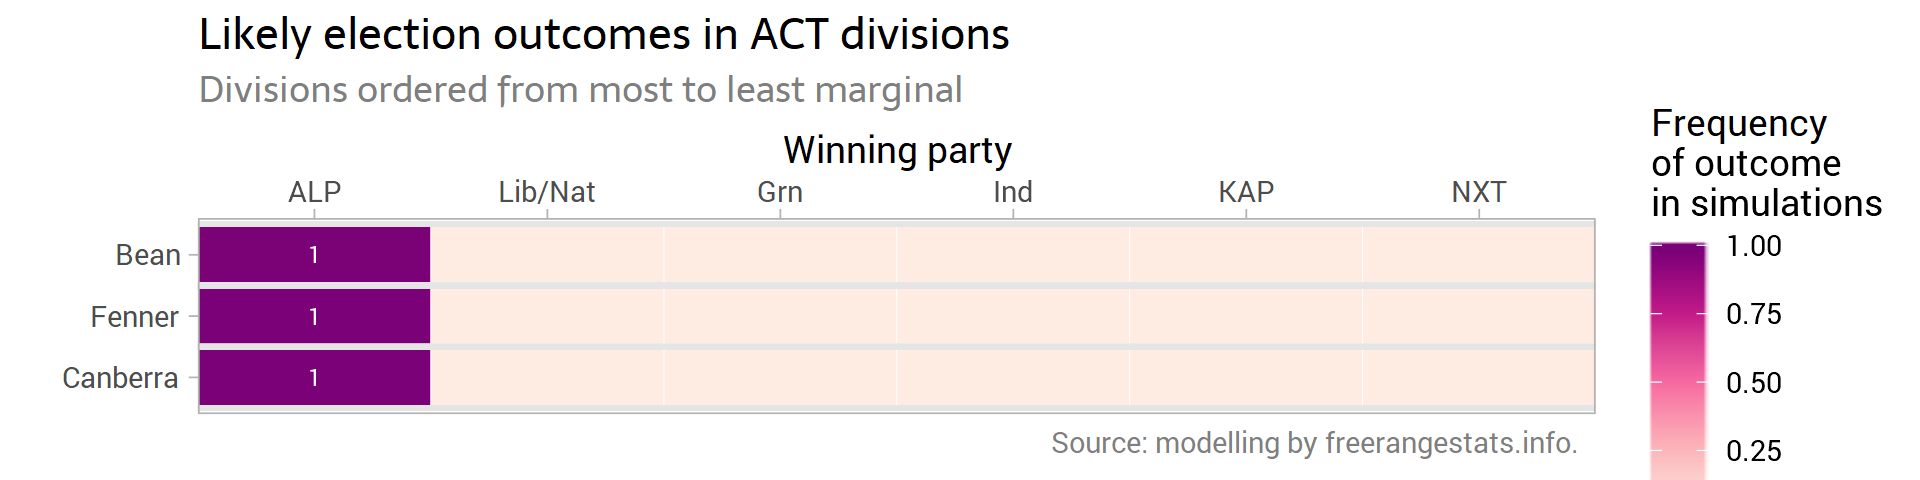 Likely election outcomes in ACT divisions
Divisions ordered from most to least marginal
Winning party
ALP Lib/Nat Grn Ind KAP NXT
Bean 1
Fenner 1
Canberra 1
Source: modelling by freerangestats.info.
Frequency
of outcome
in simulations
1.00
0.75
0.50
0.25